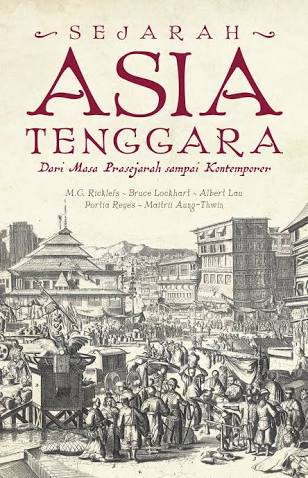 SEJARAH
ASIA
TENGGARA
Dari Masa Prasejarah sampai Kontemporer
M.C. Ricklefs ~ Bruce Lockhart ~ Albert Lau
Portia Reyes ~ Maitrii Aung-Thwin